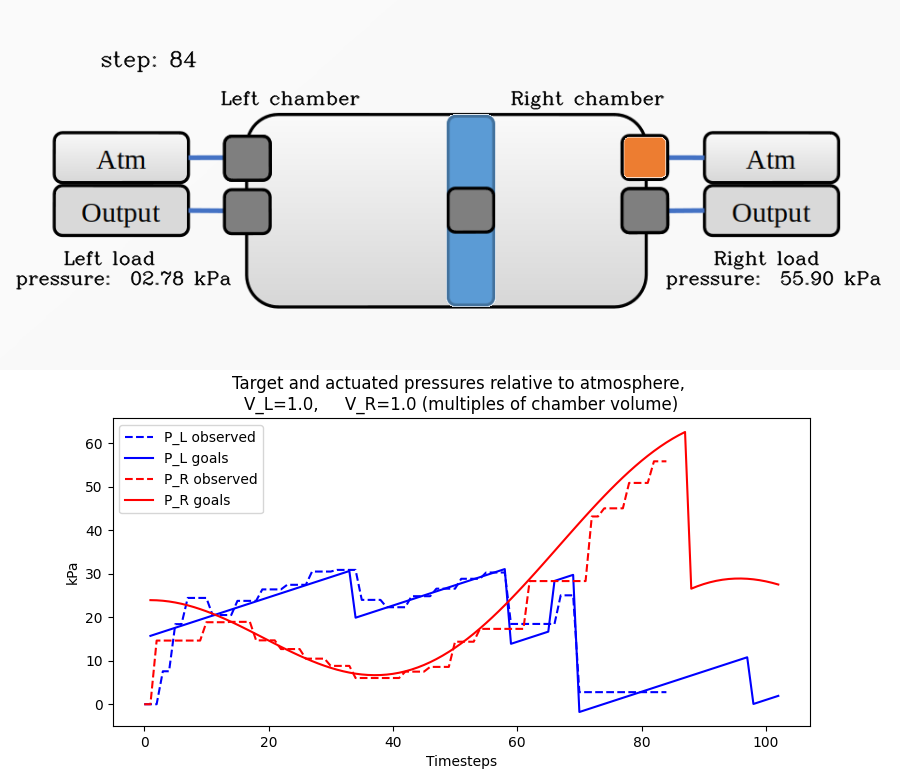 step: 84
Left chamber
Right chamber
Atm
Atm
Output
Output
Left load
pressure: 02.78 kPa
Right load
pressure: 55.90 kPa
Target and actuated pressures relative to atmosphere,
V_L=1.0, V_R=1.0 (multiples of chamber volume)
P_L observed
P_L goals
P_R observed
P_R goals
60
50
40
30
20
10
0
kPa
0 20 40 60 80 100
Timesteps